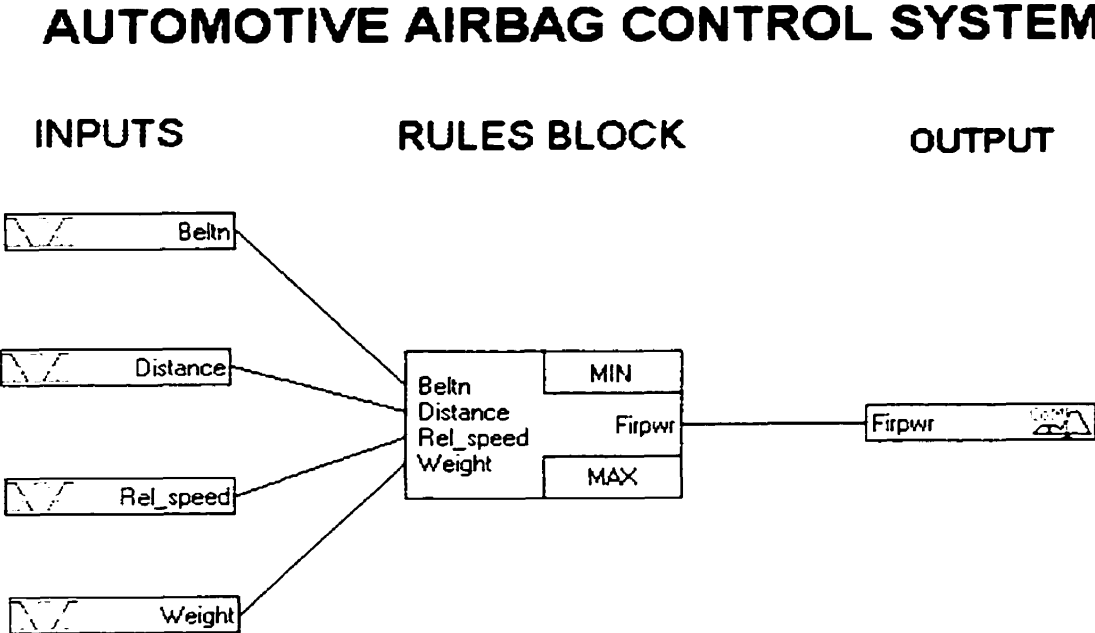 AUTOMOTIVE AIRBAG CONTROL SYSTEM
INPUTS
RULES BLOCK
OUTPUT
Beltn
Distance
Rel_speed
Weight
Beltn
Distance
Rel_speed
Weight
MIN
Firpwr
MAX
Firpwr